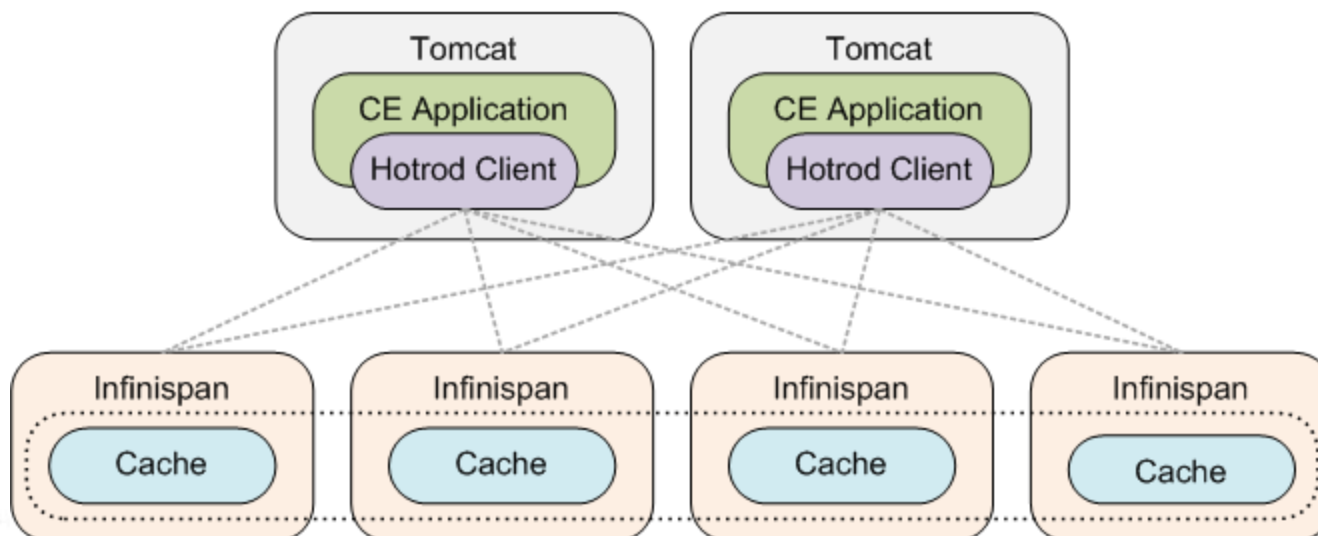 Tomcat
Tomcat
CE Application
CE Application
Hotrod Client
Hotrod Client
Infinispan
Infinispan
Infinispan
Infinispan
Cache
Cache
Cache
Cache